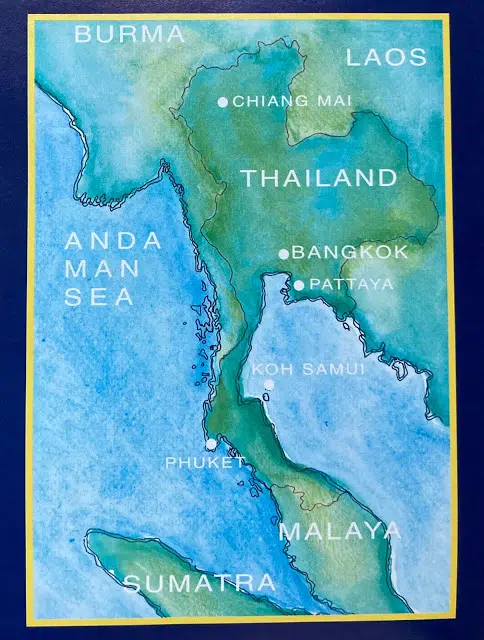 BURMA
LAOS
CHIANG MAI
THAILAND
ANDA
MAN
SEA
BANGKOK
PATTAYA
KOH SAMUI
PHUKET
MALAYA
SUMATRA